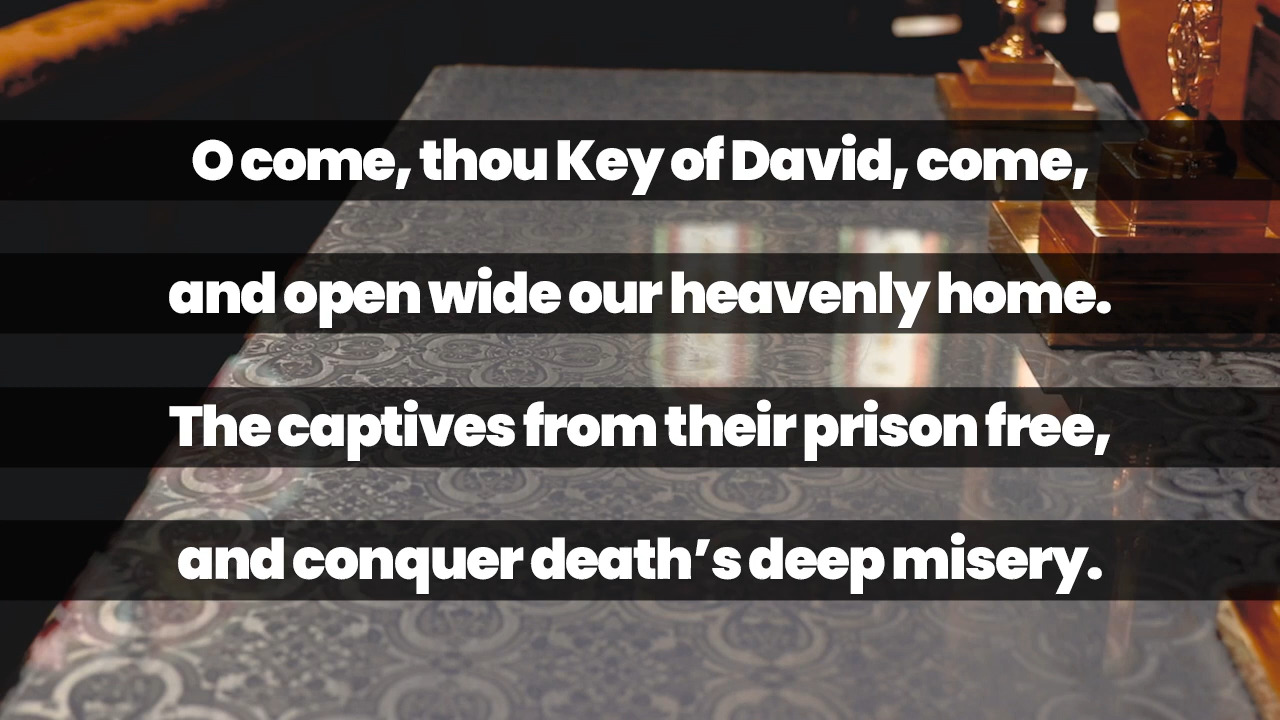 O come, thou Key of David, come,
and open wide our heavenly home.
The captives from their prison free,
and conquer death’s deep misery.